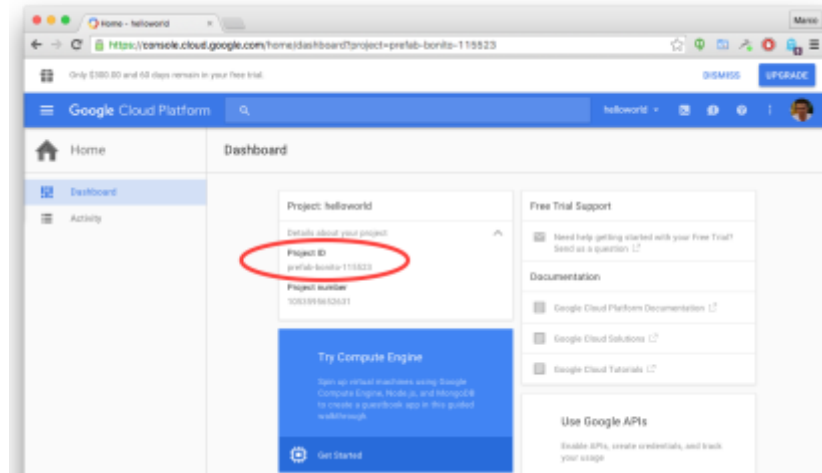 Home - helloworld
Marco
https://console.cloud.google.com/home/dashboard?project=prefab-bonito-115523
Only $300.00 and 60 days remain in your free trial.
DISMISS
UPGRADE
Google Cloud Platform
helloworld
Home
Dashboard
Dashboard
Activity
Project: helloworld
Details about your project
Project ID
prefab-bonito-115523
Project number
Try Compute Engine
Spin up virtual machines using Google
Compute Engine, Node.js, and MongoDB
to create a guestbook app in this guided
walkthrough
Get Started
Free Trial Support
Need help getting started with your Free Trial?
Send us a question
Documentation
Google Cloud Platform Documentation
Google Cloud Solutions
Google Cloud Tutorials
Use Google APIs
Enable APIs, create credentials, and track
your usage